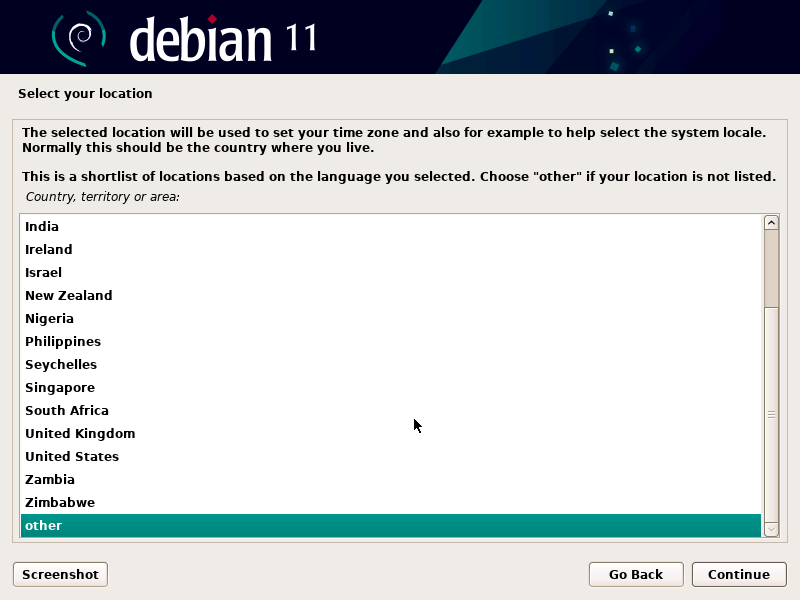 debian 11
Select your location
The selected location will be used to set your time zone and also for example to help select the system locale.
Normally this should be the country where you live.
This is a shortlist of locations based on the language you selected. Choose "other" if your location is not listed.
Country, territory or area:
India
Ireland
Israel
New Zealand
Nigeria
Philippines
Seychelles
Singapore
South Africa
United Kingdom
United States
Zambia
Zimbabwe
other
Screenshot
Go Back
Continue